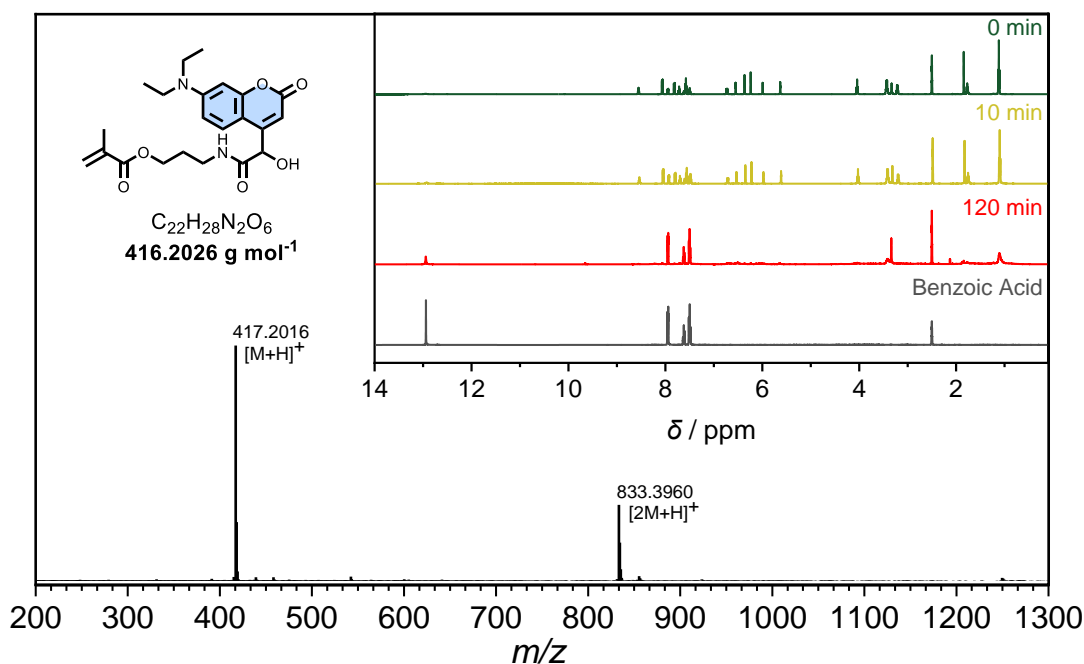 0 min
10 min
120 min
Benzoic Acid
14 12 10 8 6 4 2
δ / ppm
N
O
O
H
N
O
O
O
OH
C₂₂H₂₈N₂O₆
416.2026 g mol⁻¹
417.2016
[M+H]⁺
833.3960
[2M+H]⁺
200 300 400 500 600 700 800 900 1000 1100 1200 1300
m/z